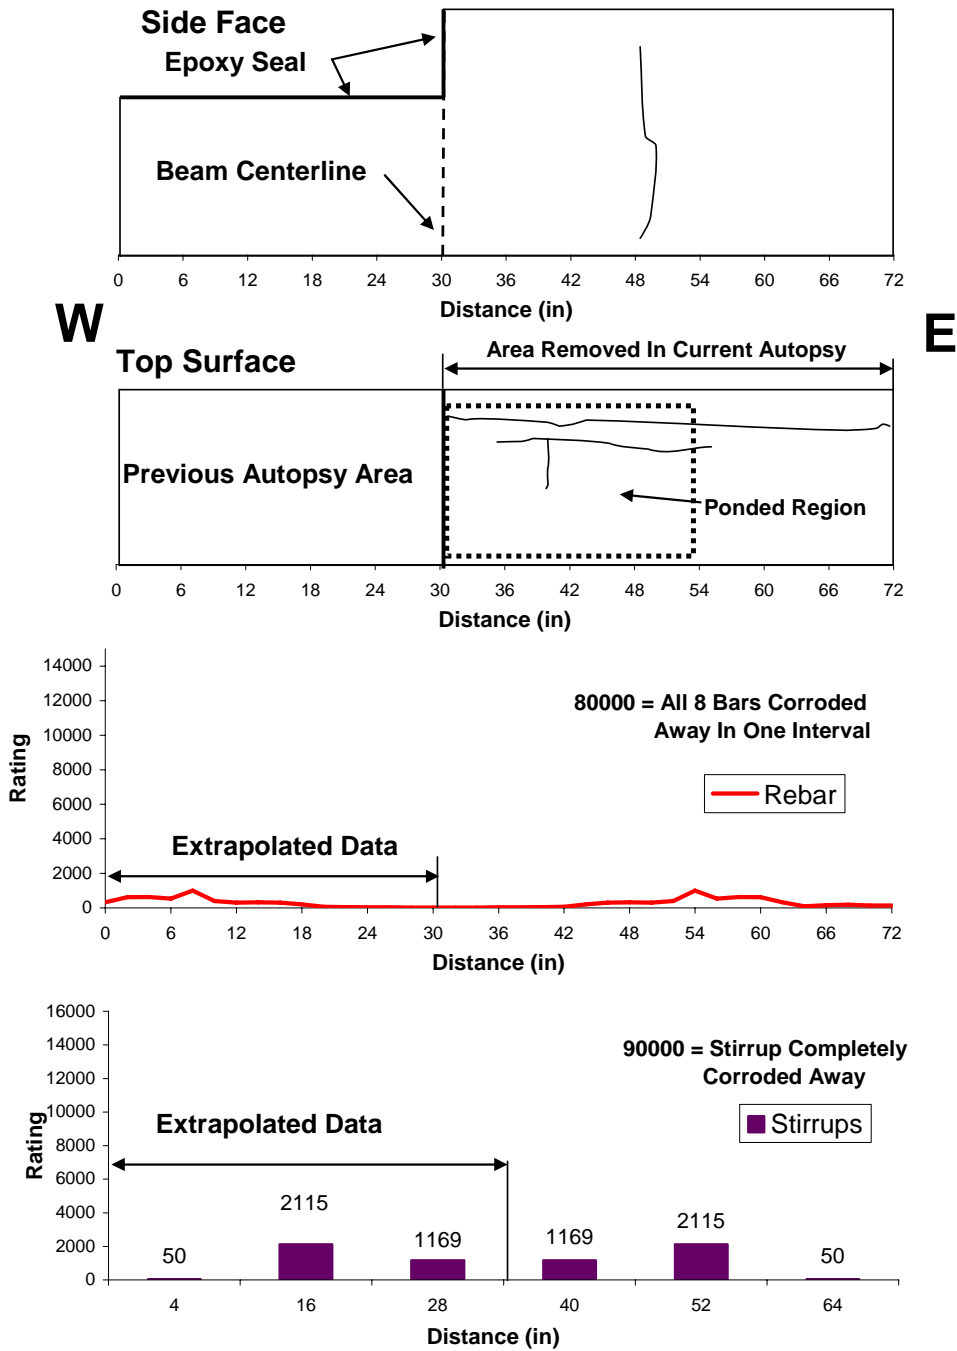 Side Face
Epoxy Seal
Beam Centerline
0 6 12 18 24 30 36 42 48 54 60 66 72
Distance (in)
W
E
Top Surface
Area Removed In Current Autopsy
Previous Autopsy Area
Ponded Region
0 6 12 18 24 30 36 42 48 54 60 66 72
Distance (in)
14000
12000
10000
8000
6000
4000
2000
0
Rating
80000 = All 8 Bars Corroded
Away In One Interval
Rebar
Extrapolated Data
0 6 12 18 24 30 36 42 48 54 60 66 72
Distance (in)
16000
14000
12000
10000
8000
6000
4000
2000
0
Rating
90000 = Stirrup Completely
Corroded Away
Stirrups
Extrapolated Data
50 2115 1169 1169 2115 50
4 16 28 40 52 64
Distance (in)